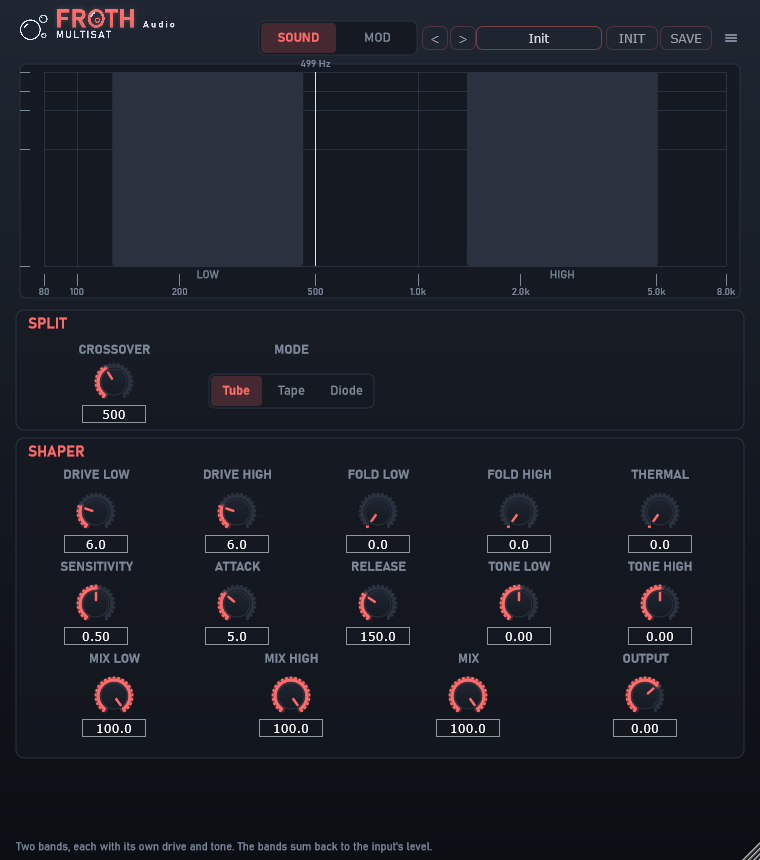 FROTH Audio
MULTISAT
SOUND MOD < > Init INIT SAVE
499 Hz
LOW HIGH
80 100 200 500 1.0k 2.0k 5.0k 8.0k
SPLIT
CROSSOVER MODE
Tube Tape Diode
500
SHAPER
DRIVE LOW DRIVE HIGH FOLD LOW FOLD HIGH THERMAL
6.0 6.0 0.0 0.0 0.0
SENSITIVITY ATTACK RELEASE TONE LOW TONE HIGH
0.50 5.0 150.0 0.00 0.00
MIX LOW MIX HIGH MIX OUTPUT
100.0 100.0 100.0 0.00
Two bands, each with its own drive and tone. The bands sum back to the input's level.